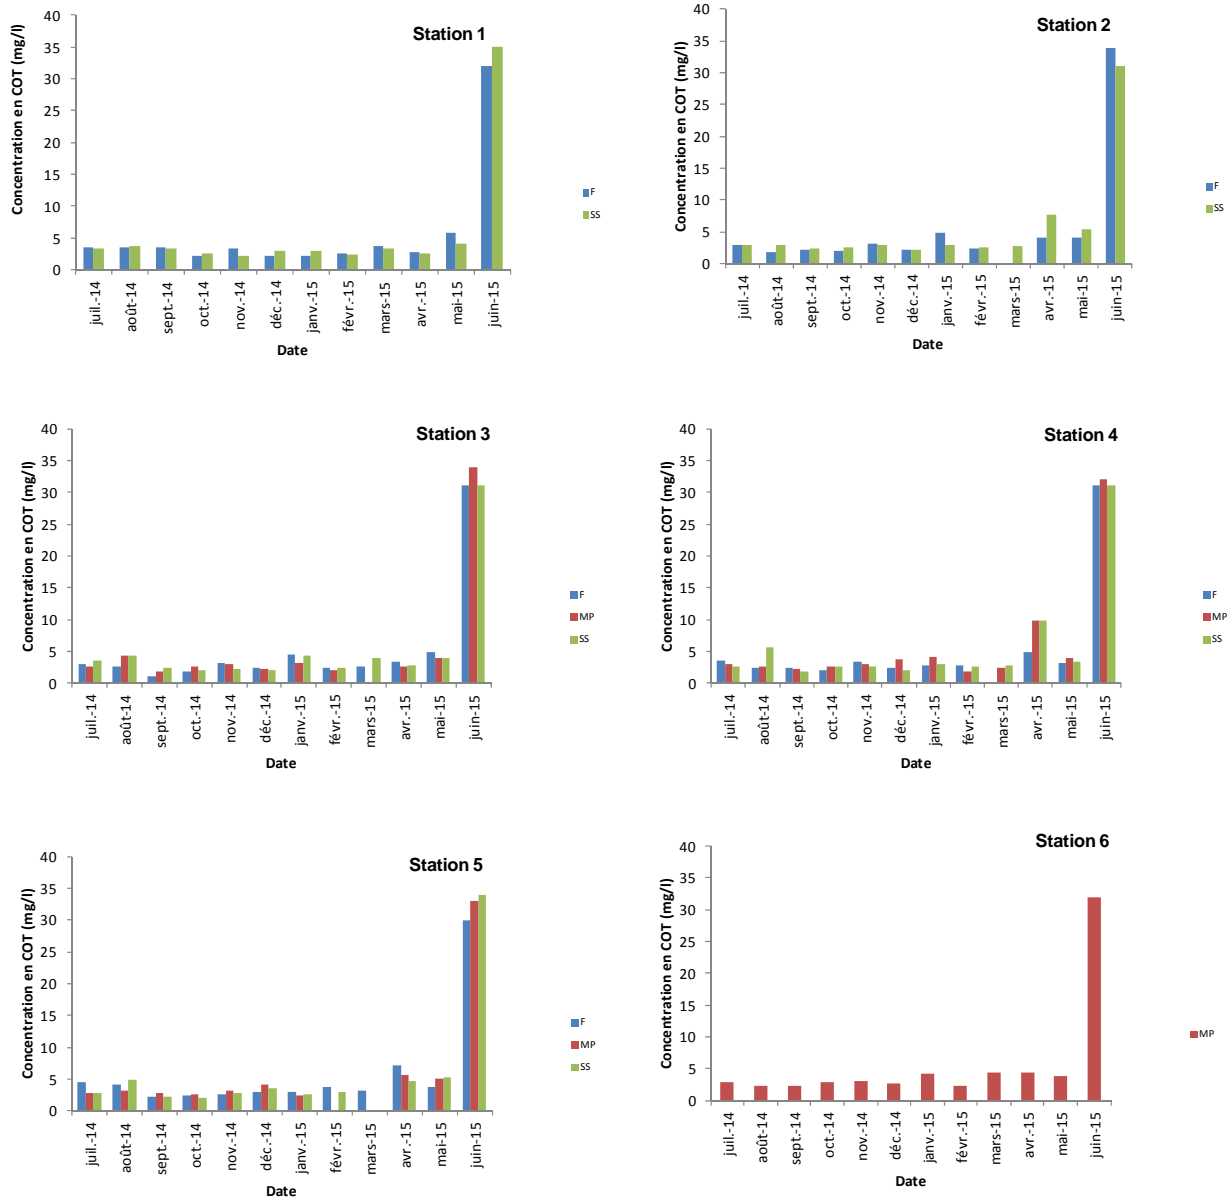 Station 1
Concentration en COT (mg/l)
40
35
30
25
20
15
10
5
0
juil.-14
août-14
sept.-14
oct.-14
nov.-14
déc.-14
janv.-15
févr.-15
mars-15
avr.-15
mai-15
juin-15
Date
F
SS
Station 2
Concentration en COT (mg/l)
40
35
30
25
20
15
10
5
0
juil.-14
août-14
sept.-14
oct.-14
nov.-14
déc.-14
janv.-15
févr.-15
mars-15
avr.-15
mai-15
juin-15
Date
F
SS
Station 3
Concentration en COT (mg/l)
40
35
30
25
20
15
10
5
0
juil.-14
août-14
sept.-14
oct.-14
nov.-14
déc.-14
janv.-15
févr.-15
mars-15
avr.-15
mai-15
juin-15
Date
F
MP
SS
Station 4
Concentration en COT (mg/l)
40
35
30
25
20
15
10
5
0
juil.-14
août-14
sept.-14
oct.-14
nov.-14
déc.-14
janv.-15
févr.-15
mars-15
avr.-15
mai-15
juin-15
Date
F
MP
SS
Station 5
Concentration en COT (mg/l)
40
35
30
25
20
15
10
5
0
juil.-14
août-14
sept.-14
oct.-14
nov.-14
déc.-14
janv.-15
févr.-15
mars-15
avr.-15
mai-15
juin-15
Date
F
MP
SS
Station 6
Concentration en COT (mg/l)
40
35
30
25
20
15
10
5
0
juil.-14
août-14
sept.-14
oct.-14
nov.-14
déc.-14
janv.-15
févr.-15
mars-15
avr.-15
mai-15
juin-15
Date
MP